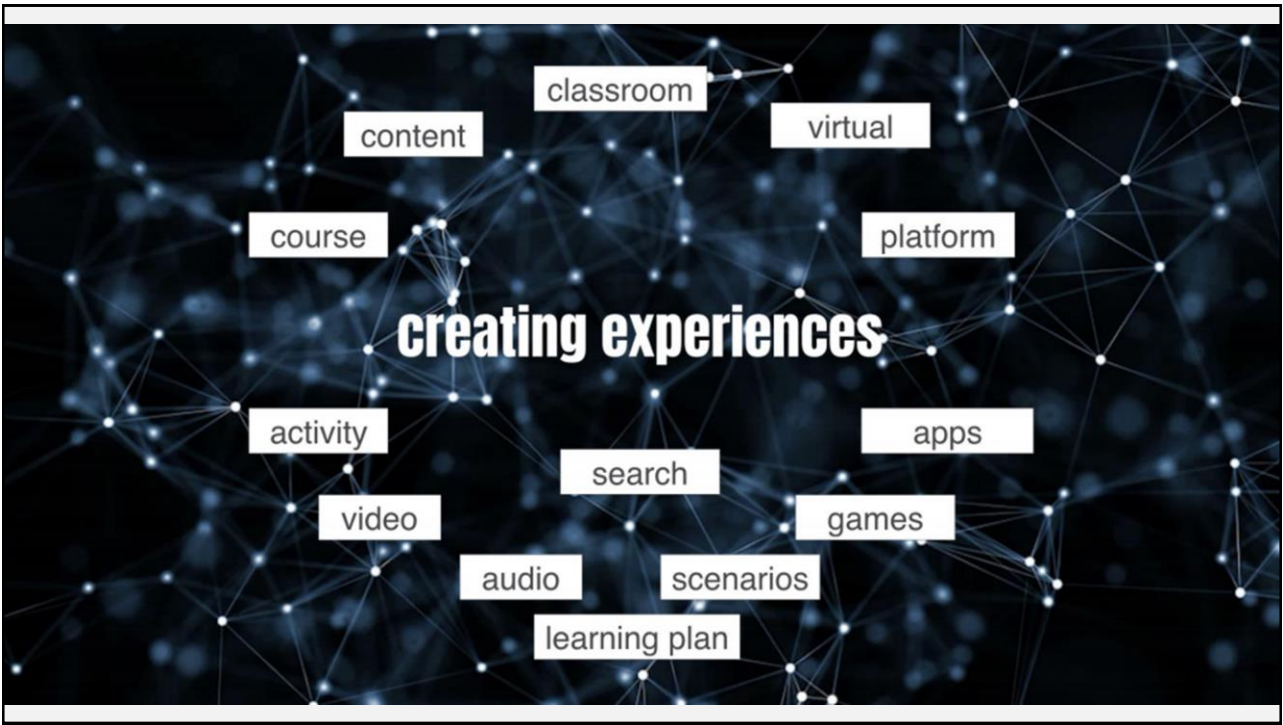 classroom
content
virtual
course
platform
creating experiences
activity
apps
search
video
games
audio
scenarios
learning plan